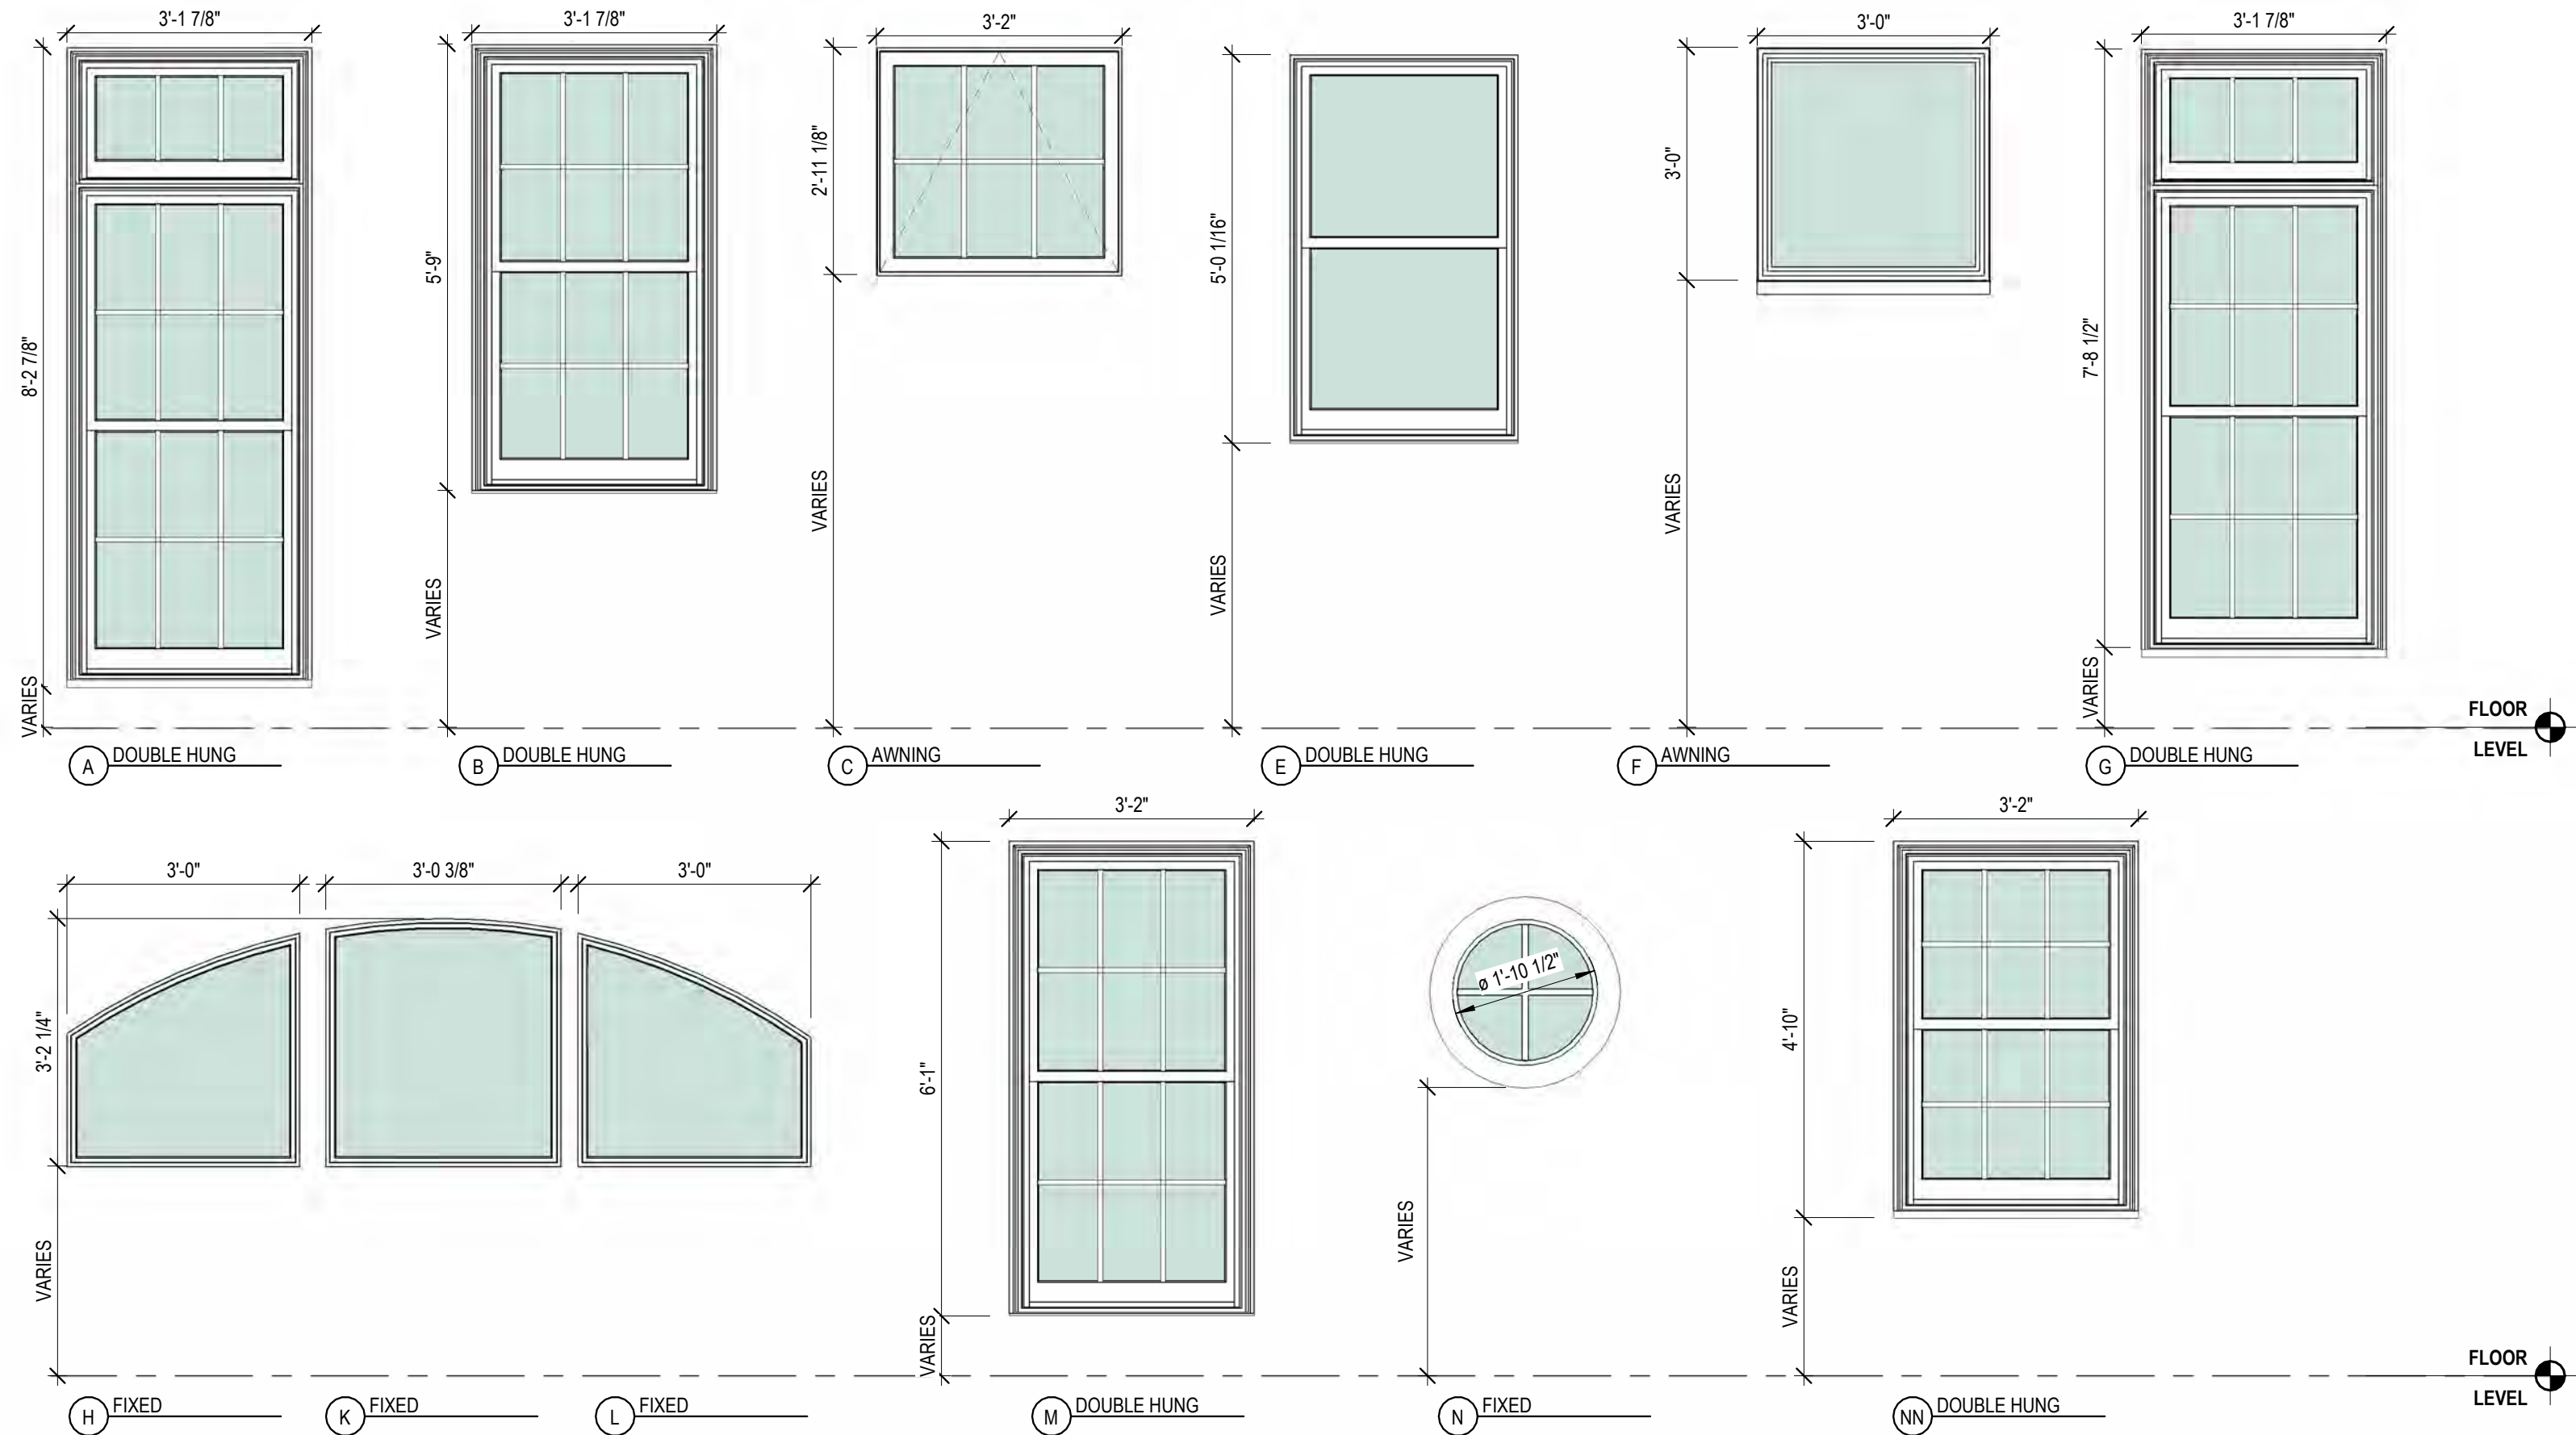 3'-1 7/8"
3'-1 7/8"
3'-2"
3'-0"
3'-1 7/8"
8'-2 7/8"
5'-9"
2'-11 1/8"
5'-0 1/16"
3'-0"
7'-8 1/2"
VARIES
VARIES
VARIES
VARIES
VARIES
VARIES
FLOOR
LEVEL
A DOUBLE HUNG
B DOUBLE HUNG
C AWNING
E DOUBLE HUNG
F AWNING
G DOUBLE HUNG
3'-0"
3'-0 3/8"
3'-0"
3'-2"
3'-2"
3'-2 1/4"
6'-1"
ø 1'-10 1/2"
4'-10"
VARIES
VARIES
VARIES
VARIES
FLOOR
LEVEL
H FIXED
K FIXED
L FIXED
M DOUBLE HUNG
N FIXED
NN DOUBLE HUNG